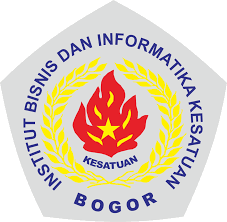 INSTITUT BISNIS DAN INFORMATIKA KESATUAN
KESATUAN
BOGOR